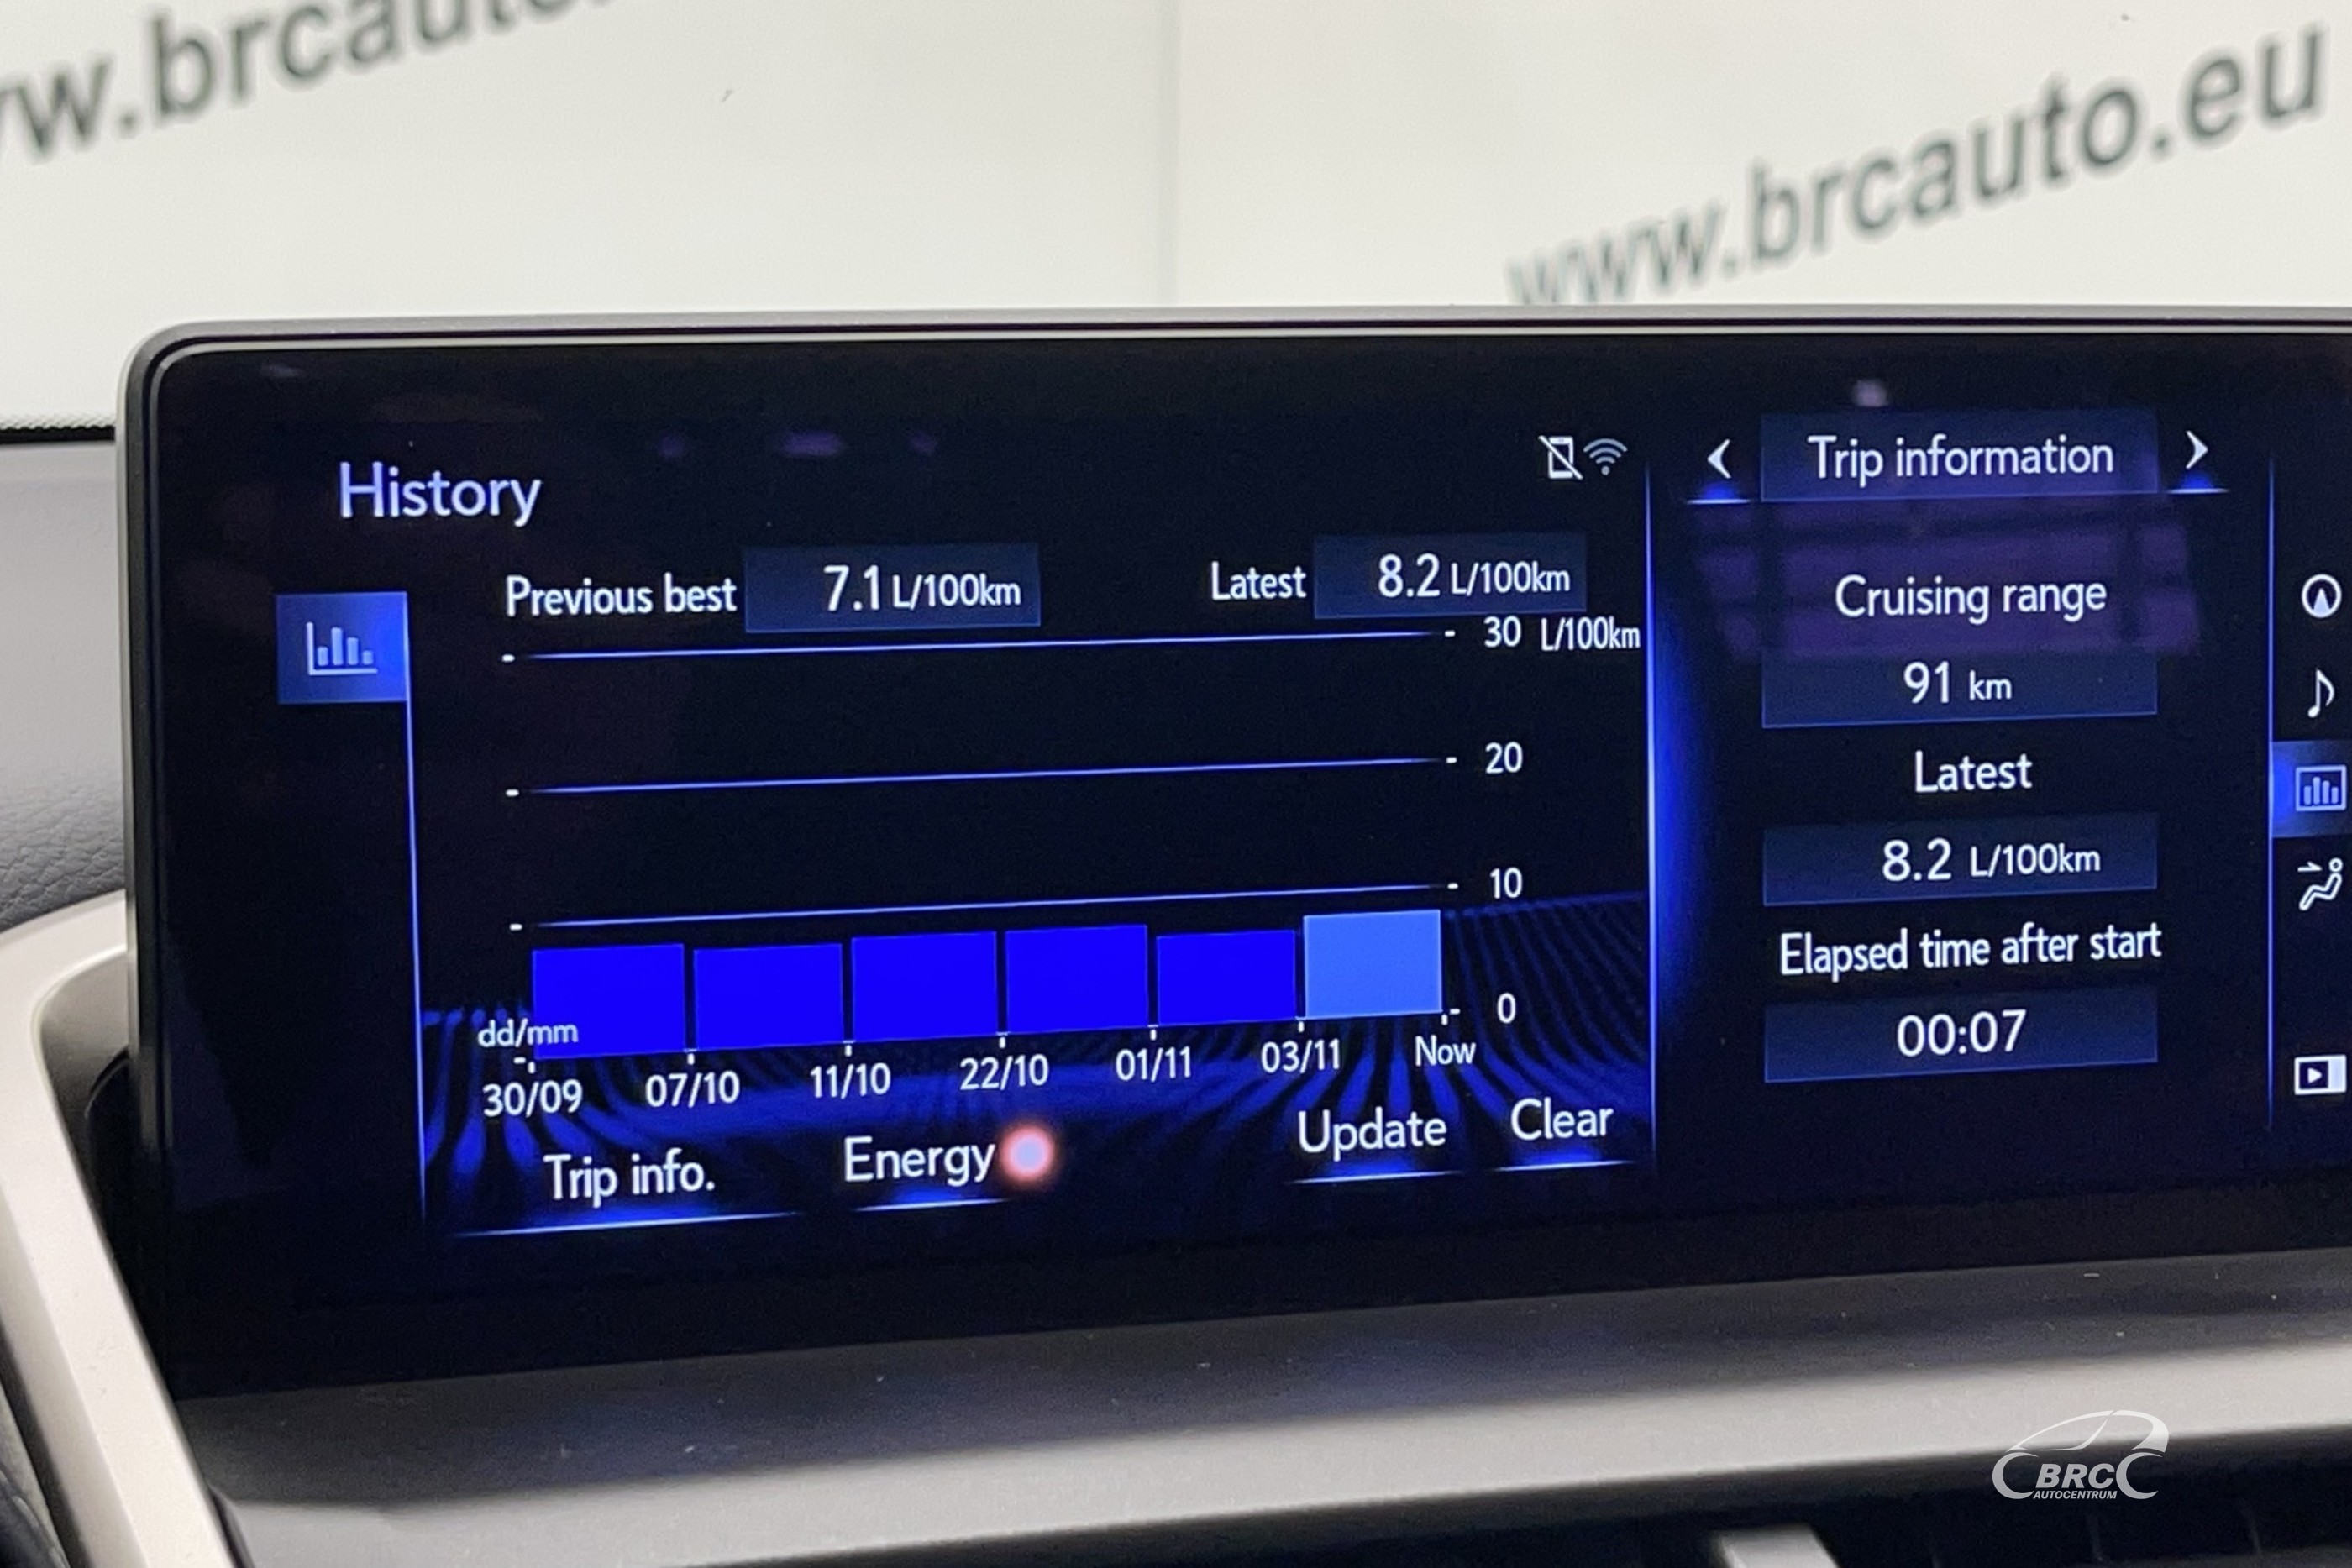 ww.brcauto.
www.brcauto.eu
History
Trip information
Previous best 7.1 L/100km
Latest 8.2 L/100km
30 L/100km
20
10
0
dd/mm
30/09 07/10 11/10 22/10 01/11 03/11 Now
Trip info. Energy Update Clear
Cruising range
91 km
Latest
8.2 L/100km
Elapsed time after start
00:07
BRC
AUTOCENTRUM